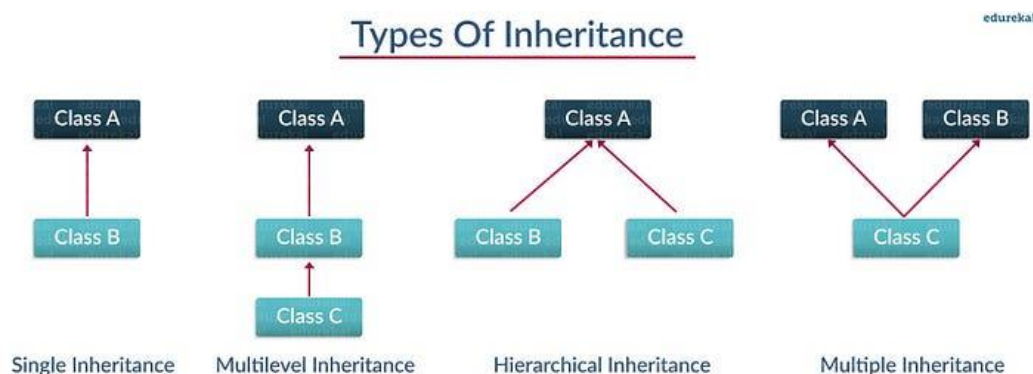 edureka!
Types Of Inheritance
Class A
Class B
Single Inheritance
Class A
Class B
Class C
Multilevel Inheritance
Class A
Class B
Class C
Hierarchical Inheritance
Class A
Class B
Class C
Multiple Inheritance